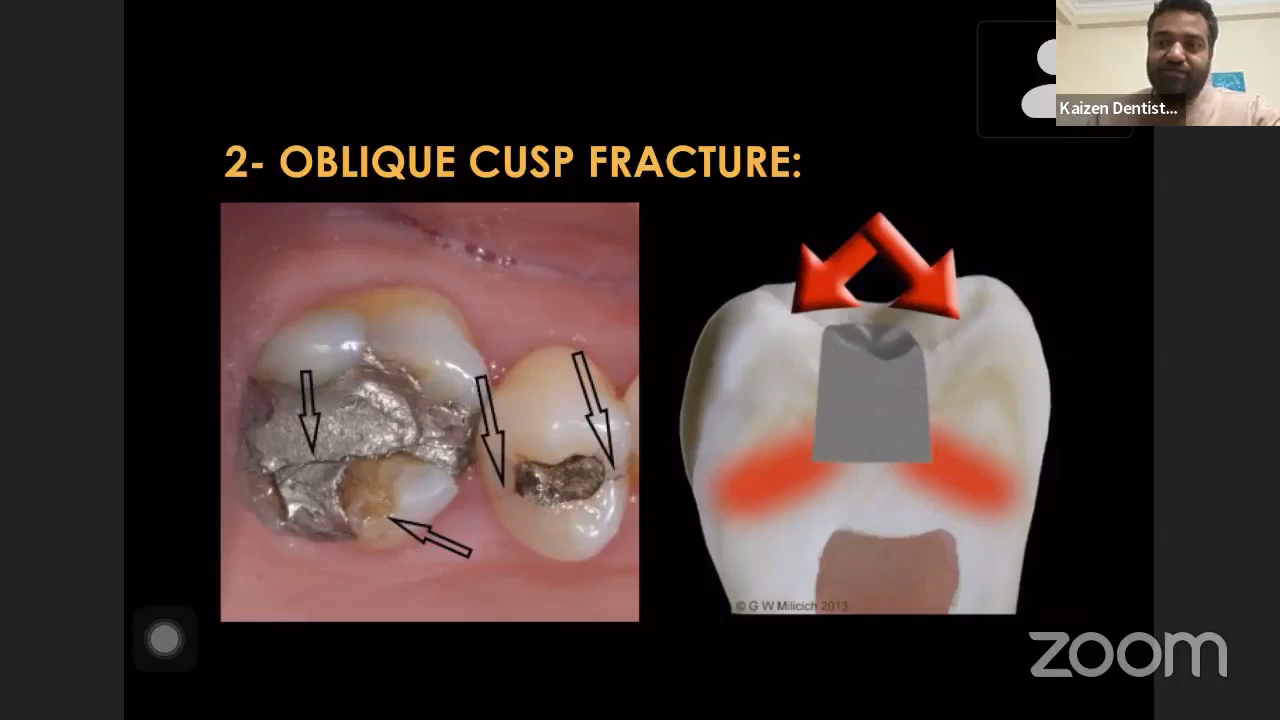 Kaizen Dentist...
2- OBLIQUE CUSP FRACTURE:
© G W Milicich 2013
zoom